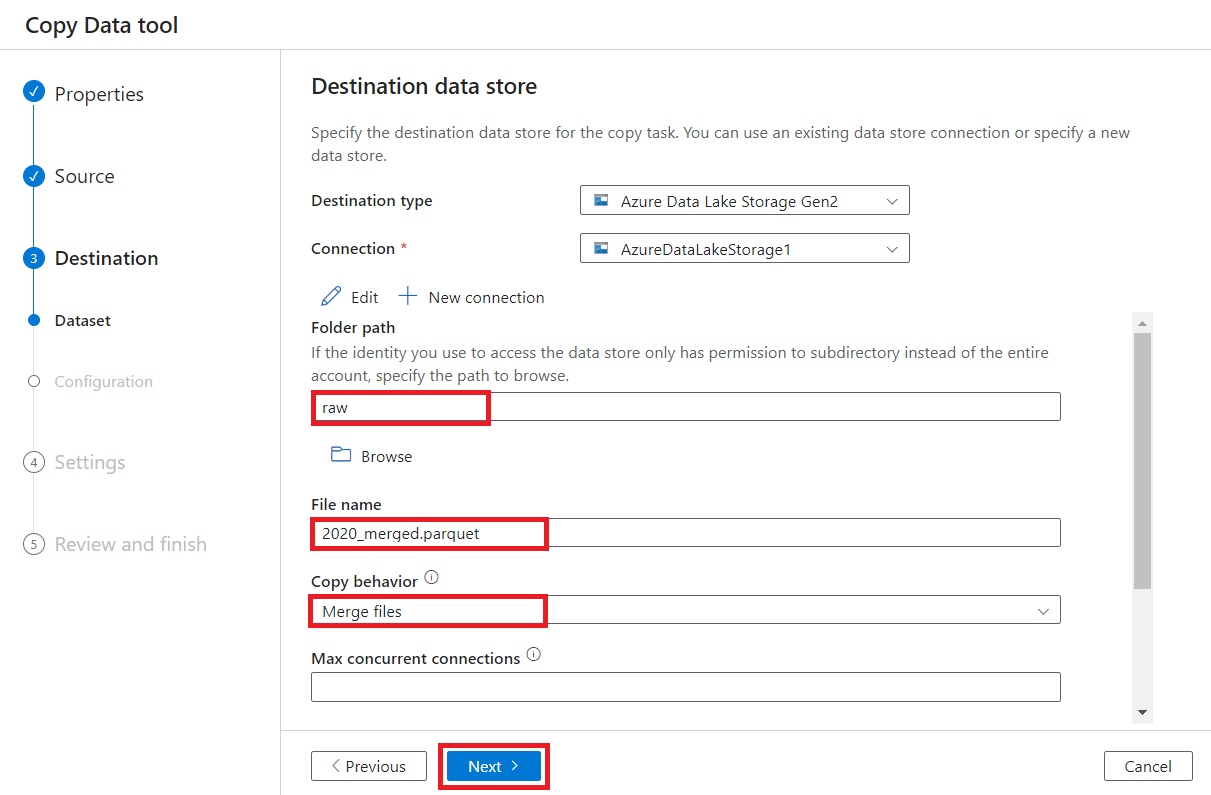 Copy Data tool
Properties
Source
3 Destination
Dataset
Configuration
4 Settings
5 Review and finish
Destination data store
Specify the destination data store for the copy task. You can use an existing data store connection or specify a new
data store.
Destination type
Azure Data Lake Storage Gen2
Connection *
AzureDataLakeStorage1
Edit
New connection
Folder path
If the identity you use to access the data store only has permission to subdirectory instead of the entire
account, specify the path to browse.
raw
Browse
File name
2020_merged.parquet
Copy behavior
Merge files
Max concurrent connections
Previous
Next
Cancel